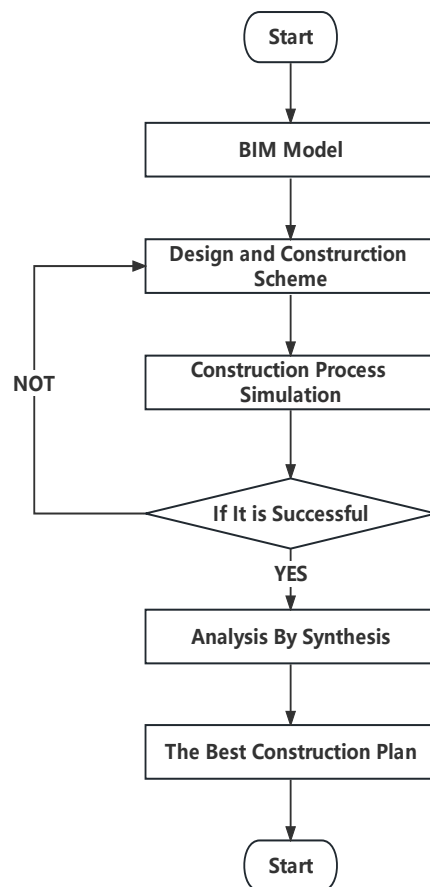 Start
BIM Model
Design and Construrction
Scheme
Construction Process
Simulation
NOT
If It is Successful
YES
Analysis By Synthesis
The Best Construction Plan
Start